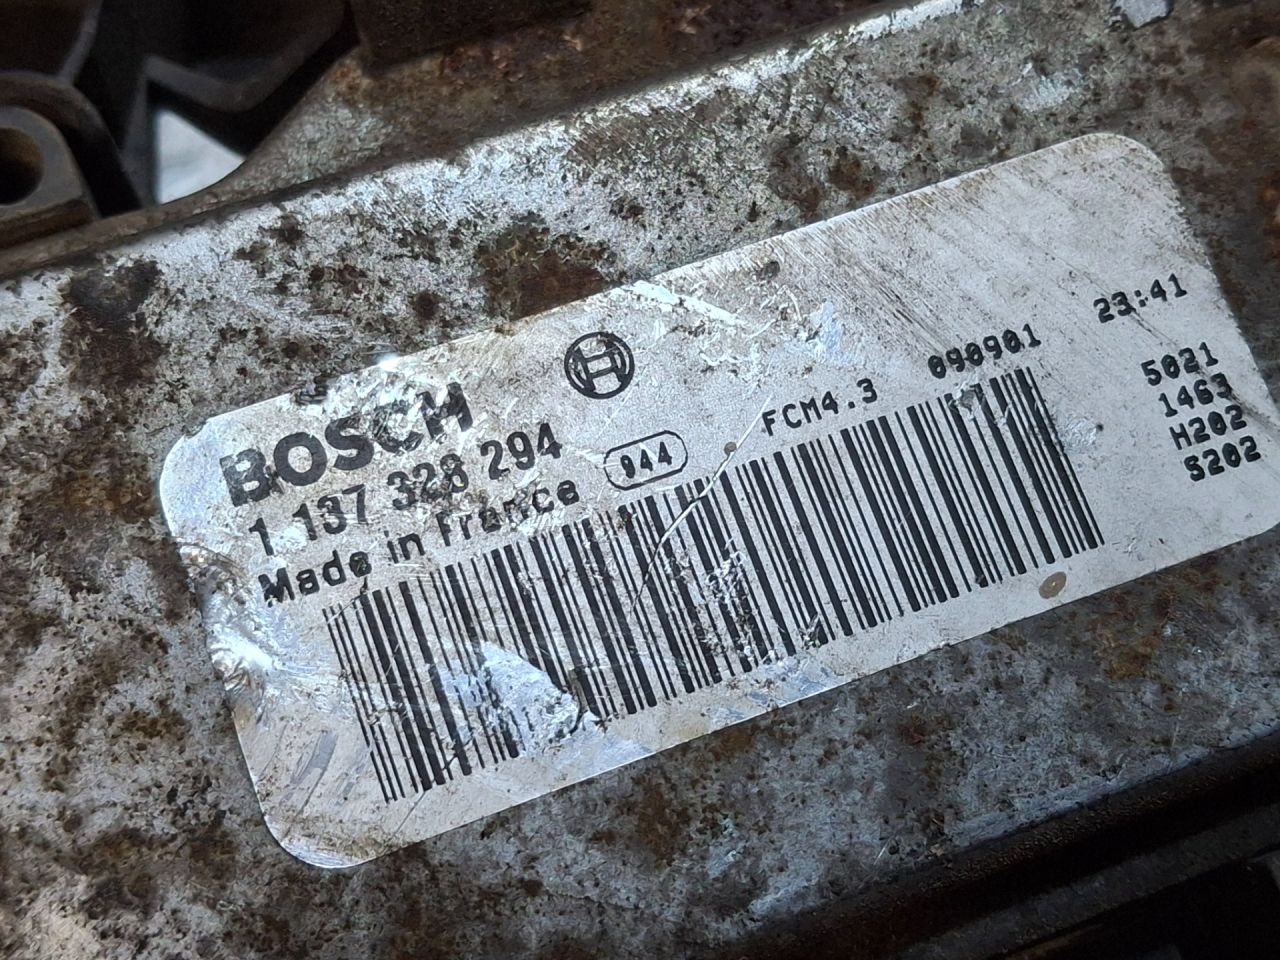 BOSCH
1 137 328 294
Made in France
944
FCM4.3 090901 23:41
5021
1463
H202
5202